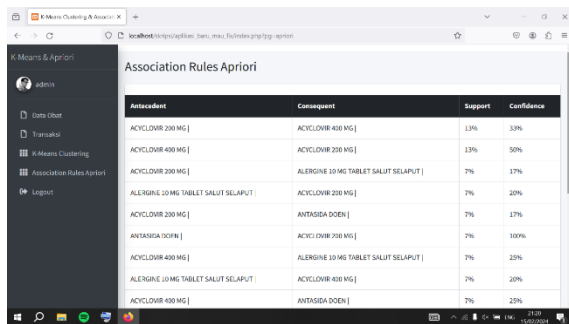 K-Means Clustering & Associat
localhost/skripsi/aplikasi_baru_mau_fix/index.php?pg=apriori
K-Means & Apriori
admin
Data Obat
Transaksi
K-Means Clustering
Association Rules Apriori
Logout
Association Rules Apriori
Antecedent Consequent Support Confidence
ACYCLOVIR 200 MG | ACYCLOVIR 400 MG | 13% 33%
ACYCLOVIR 400 MG | ACYCLOVIR 200 MG | 13% 50%
ACYCLOVIR 200 MG | ALERGINE 10 MG TABLET SALUT SELAPUT | 7% 17%
ALERGINE 10 MG TABLET SALUT SELAPUT | ACYCLOVIR 200 MG | 7% 20%
ACYCLOVIR 200 MG | ANTASIDA DOEN | 7% 17%
ANTASIDA DOEN | ACYCLOVIR 200 MG | 7% 100%
ACYCLOVIR 400 MG | ALERGINE 10 MG TABLET SALUT SELAPUT | 7% 25%
ALERGINE 10 MG TABLET SALUT SELAPUT | ACYCLOVIR 400 MG | 7% 20%
ACYCLOVIR 400 MG | ANTASIDA DOEN | 7% 25%
ENG
21:20
15/02/2024